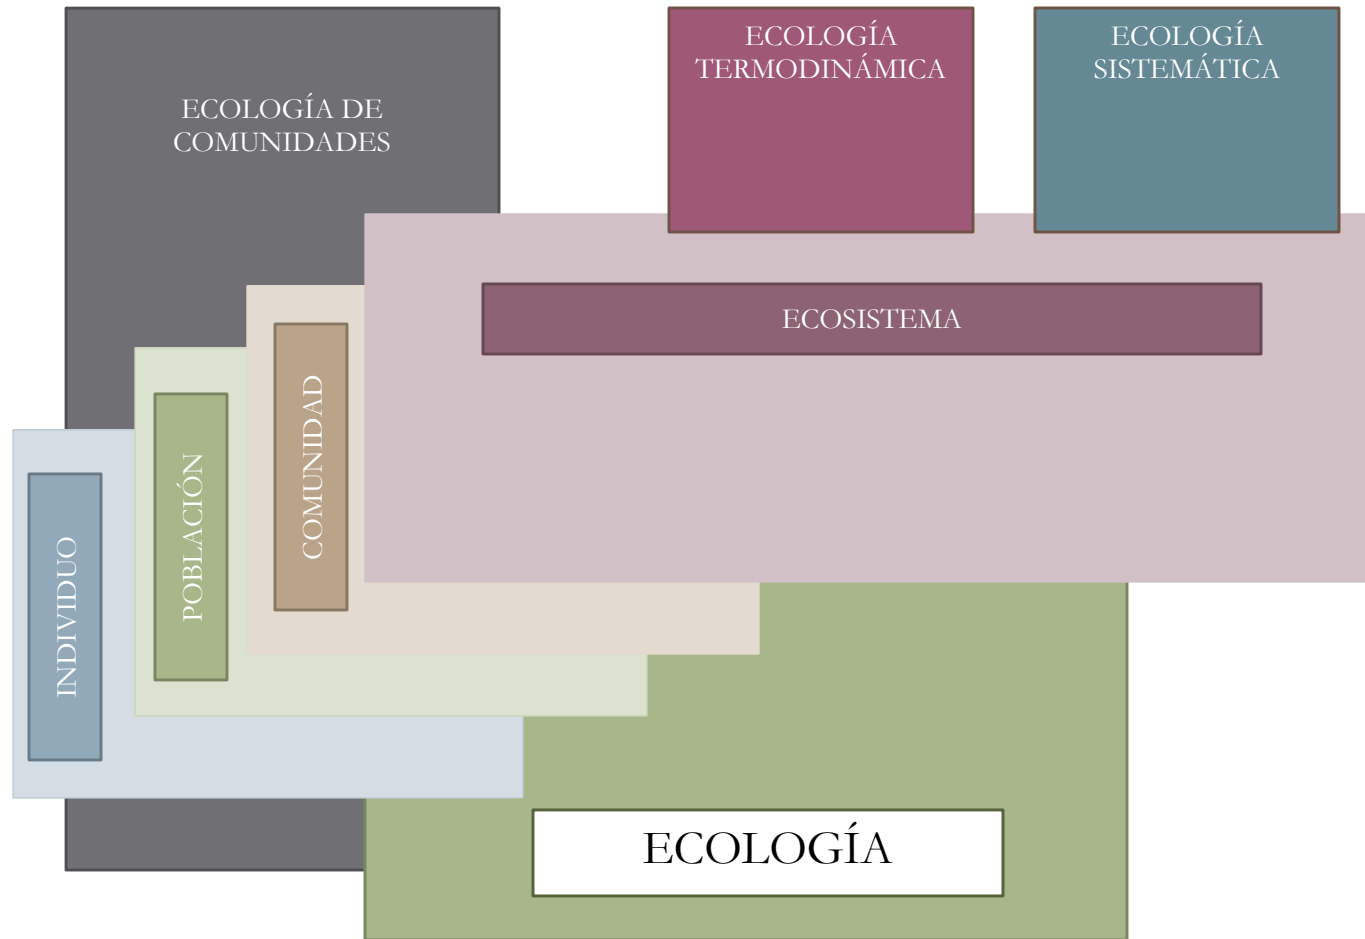 ECOLOGÍA DE
COMUNIDADES
ECOLOGÍA
TERMODINÁMICA
ECOLOGÍA
SISTEMÁTICA
ECOSISTEMA
COMUNIDAD
POBLACIÓN
INDIVIDUO
ECOLOGÍA